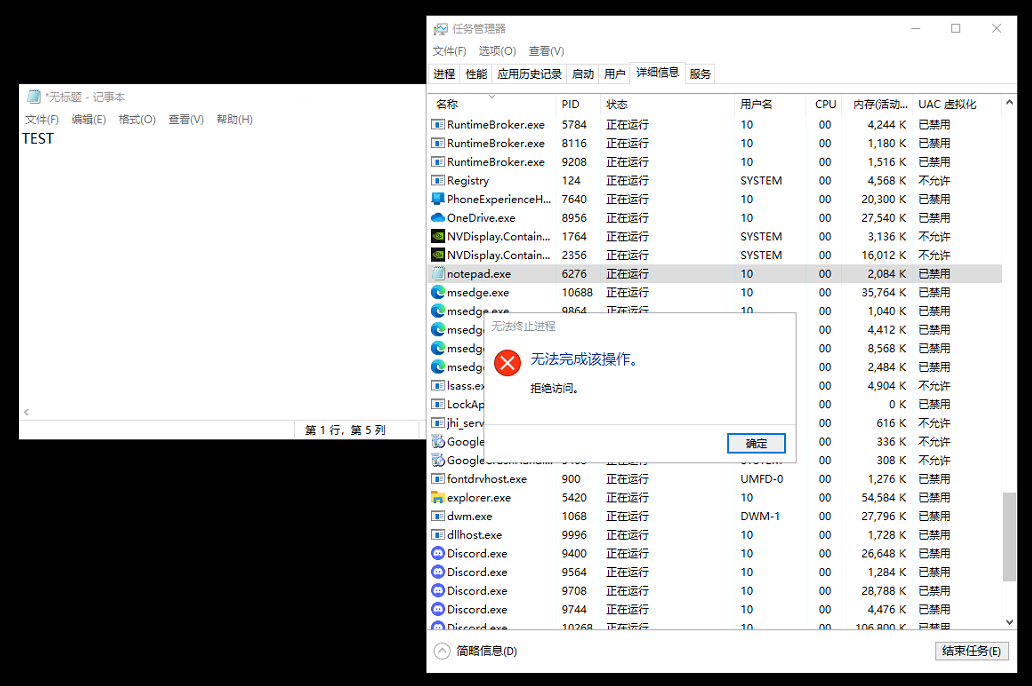 *无标题 - 记事本
文件(F) 编辑(E) 格式(O) 查看(V) 帮助(H)
TEST
第 1 行，第 5 列
任务管理器
文件(F) 选项(O) 查看(V)
进程 性能 应用历史记录 启动 用户 详细信息 服务
名称 PID 状态 用户名 CPU 内存(活动... UAC 虚拟化
RuntimeBroker.exe 5784 正在运行 10 00 4,244 K 已禁用
RuntimeBroker.exe 8116 正在运行 10 00 1,180 K 已禁用
RuntimeBroker.exe 9208 正在运行 10 00 1,516 K 已禁用
Registry 124 正在运行 SYSTEM 00 4,568 K 不允许
PhoneExperienceH... 7640 正在运行 10 00 20,300 K 已禁用
OneDrive.exe 8956 正在运行 10 00 27,540 K 已禁用
NVDisplay.Contain... 1764 正在运行 SYSTEM 00 3,136 K 不允许
NVDisplay.Contain... 2356 正在运行 SYSTEM 00 16,012 K 不允许
notepad.exe 6276 正在运行 10 00 2,084 K 已禁用
msedge.exe 10688 正在运行 10 00 35,764 K 已禁用
msedge.exe 9864 正在运行 10 00 1,040 K 已禁用
msedg 00 4,412 K 已禁用
msedg 00 8,568 K 已禁用
msedg 00 2,484 K 已禁用
lsass.ex 00 4,904 K 不允许
LockAp 00 0 K 已禁用
jhi_serv 00 616 K 不允许
Google 00 336 K 不允许
GoogleCrashHandl... SYSTEM 00 308 K 不允许
fontdrvhost.exe 900 正在运行 UMFD-0 00 1,276 K 已禁用
explorer.exe 5420 正在运行 10 00 54,584 K 已禁用
dwm.exe 1068 正在运行 DWM-1 00 27,796 K 已禁用
dllhost.exe 9996 正在运行 10 00 1,728 K 已禁用
Discord.exe 9400 正在运行 10 00 26,648 K 已禁用
Discord.exe 9564 正在运行 10 00 1,284 K 已禁用
Discord.exe 9708 正在运行 10 00 28,788 K 已禁用
Discord.exe 9744 正在运行 10 00 4,476 K 已禁用
Discord.exe 10268 正在运行 10 00 106,800 K 已禁用
无法终止进程
无法完成该操作。
拒绝访问。
确定
简略信息(D)
结束任务(E)